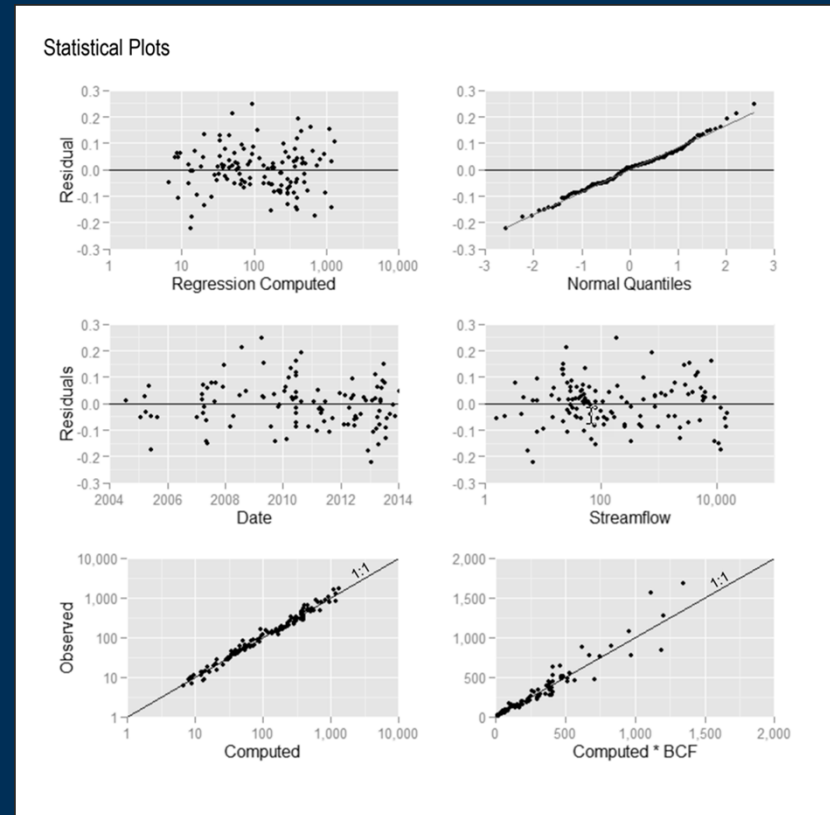 Statistical Plots
0.3
0.2
0.1
0.0
-0.1
-0.2
-0.3
Residual
1 10 100 1,000 10,000
Regression Computed
0.3
0.2
0.1
0.0
-0.1
-0.2
-0.3
-3 -2 -1 0 1 2 3
Normal Quantiles
0.3
0.2
0.1
0.0
-0.1
-0.2
-0.3
Residuals
2004 2006 2008 2010 2012 2014
Date
0.3
0.2
0.1
0.0
-0.1
-0.2
-0.3
1 100 10,000
Streamflow
10,000
1,000
100
10
1
Observed
1:1
1 10 100 1,000 10,000
Computed
2,000
1,500
1,000
500
0
1:1
0 500 1,000 1,500 2,000
Computed * BCF